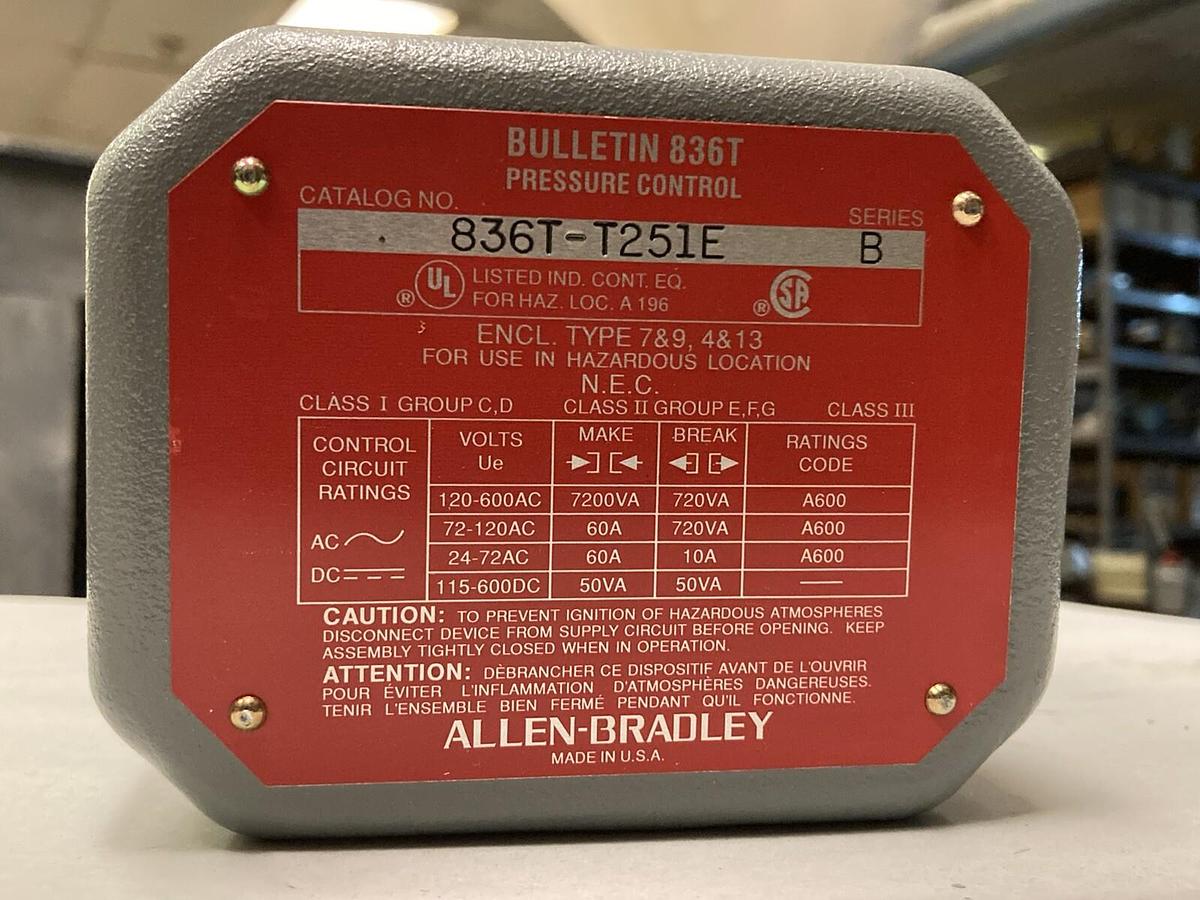 BULLETIN 836T
PRESSURE CONTROL
CATALOG NO.
SERIES
836T-T251E
B
® UL LISTED IND. CONT. EQ.
FOR HAZ. LOC. A 196
® SA
ENCL. TYPE 7&9, 4&13
FOR USE IN HAZARDOUS LOCATION
N.E.C.
CLASS I GROUP C,D CLASS II GROUP E,F,G CLASS III
CONTROL
CIRCUIT
RATINGS
AC
DC
VOLTS
Ue
MAKE
BREAK
RATINGS
CODE
120-600AC 7200VA 720VA A600
72-120AC 60A 720VA A600
24-72AC 60A 10A A600
115-600DC 50VA 50VA —
CAUTION: TO PREVENT IGNITION OF HAZARDOUS ATMOSPHERES
DISCONNECT DEVICE FROM SUPPLY CIRCUIT BEFORE OPENING. KEEP
ASSEMBLY TIGHTLY CLOSED WHEN IN OPERATION.
ATTENTION: DÈBRANCHER CE DISPOSITIF AVANT DE L'OUVRIR
POUR ÉVITER L'INFLAMMATION D'ATMOSPHÈRES DANGEREUSES.
TENIR L'ENSEMBLE BIEN FERMÉ PENDANT QU'IL FONCTIONNE.
ALLEN-BRADLEY
MADE IN U.S.A.